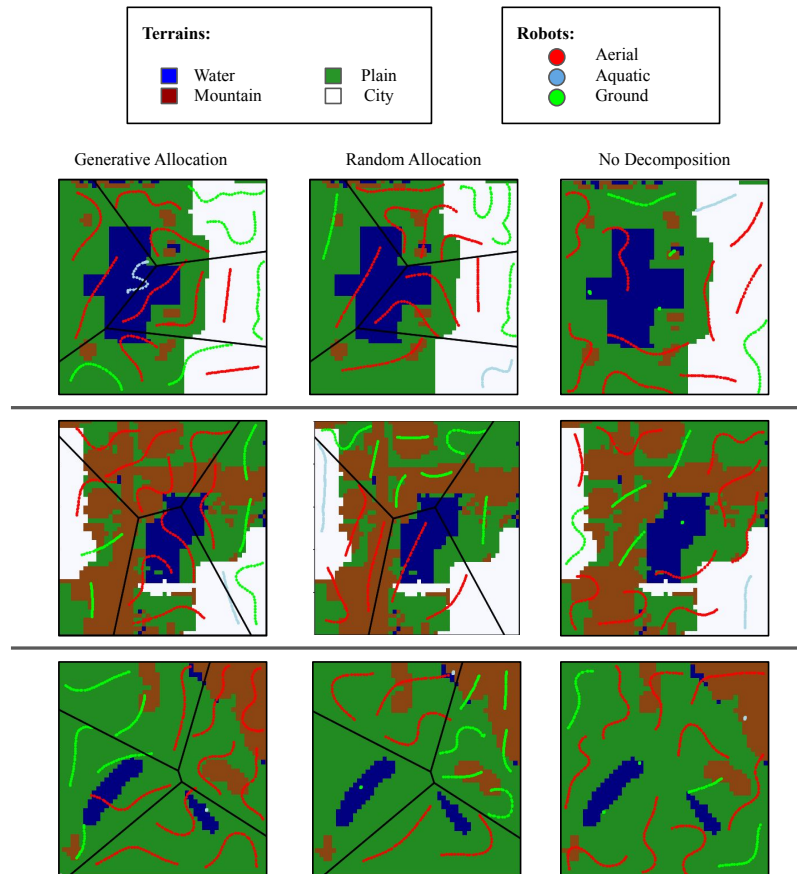 Terrains:
Water
Plain
Mountain
City
Robots:
Aerial
Aquatic
Ground
Generative Allocation
Random Allocation
No Decomposition